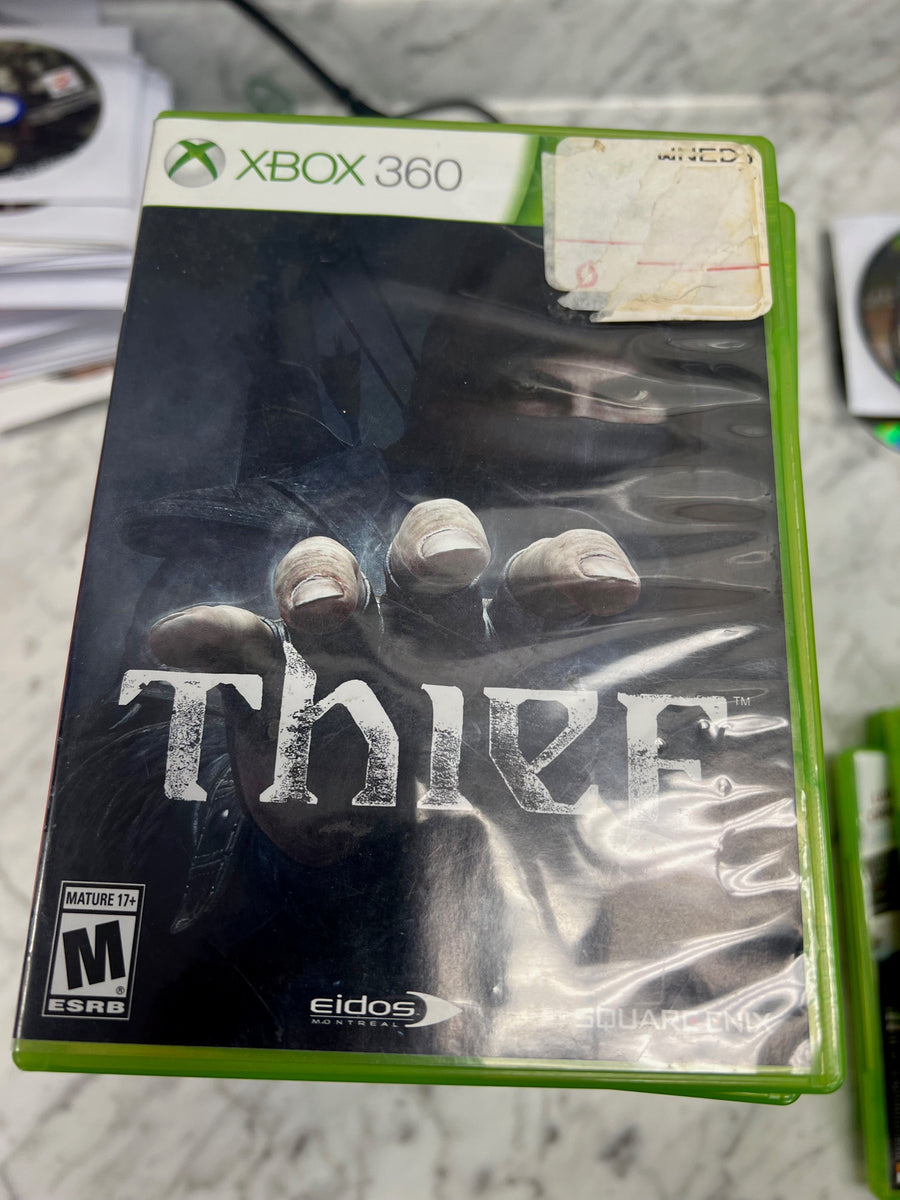 XBOX 360
THIEF™
MATURE 17+
M®
ESRB
eidos
MONTREAL
SQUARE ENIX